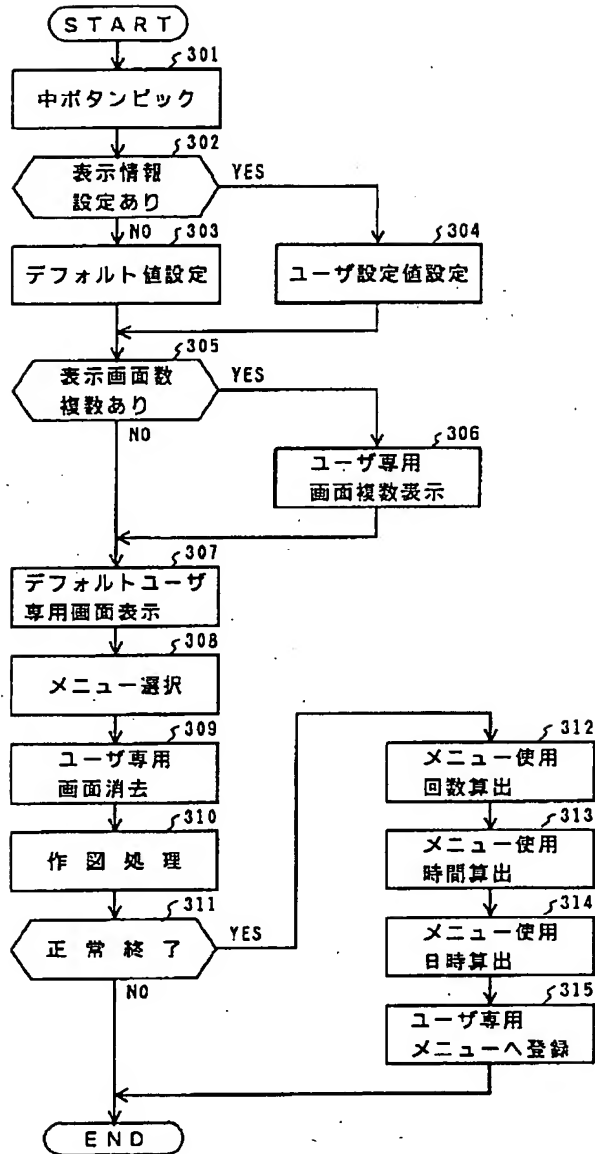 START
301
中ボタンピック
302
表示情報
設定あり
YES
NO
303
デフォルト値設定
304
ユーザ設定値設定
305
表示画面数
複数あり
YES
NO
306
ユーザ専用
画面複数表示
307
デフォルトユーザ
専用画面表示
308
メニュー選択
309
ユーザ専用
画面消去
310
作図処理
311
正常終了
YES
NO
312
メニュー使用
回数算出
313
メニュー使用
時間算出
314
メニュー使用
日時算出
315
ユーザ専用
メニューへ登録
END